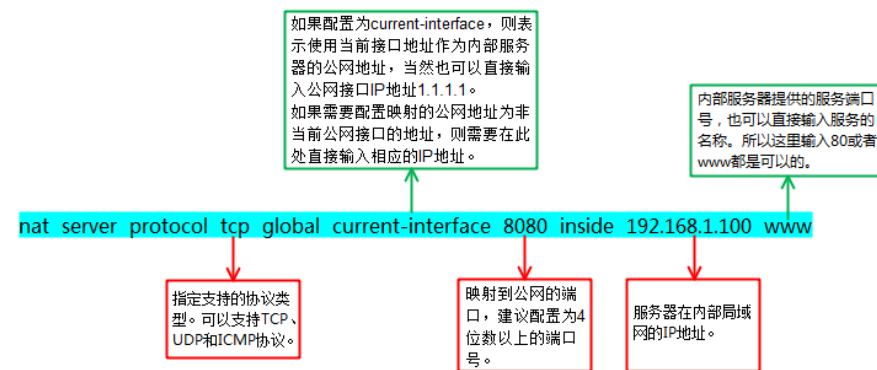 如果配置为current-interface，则表
示使用当前接口地址作为内部服务
器的公网地址，当然也可以直接输
入公网接口IP地址1.1.1.1。
如果需要配置映射的公网地址为非
当前公网接口的地址，则需要在此
处直接输入相应的IP地址。
内部服务器提供的服务端口
号，也可以直接输入服务的
名称。所以这里输入80或者
www都是可以的。
nat server protocol tcp global current-interface 8080 inside 192.168.1.100 www
指定支持的协议类
型。可以支持TCP、
UDP和ICMP协议。
映射到公网的端
口，建议配置为4
位数以上的端口
号。
服务器在内部局域
网的IP地址。